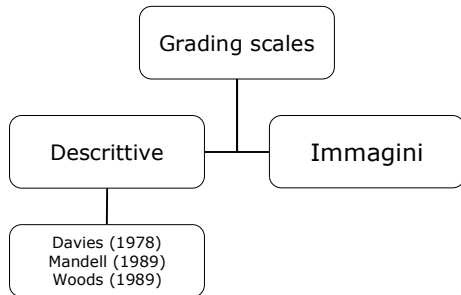 Grading scales
Descrittive
Immagini
Davies (1978)
Mandell (1989)
Woods (1989)